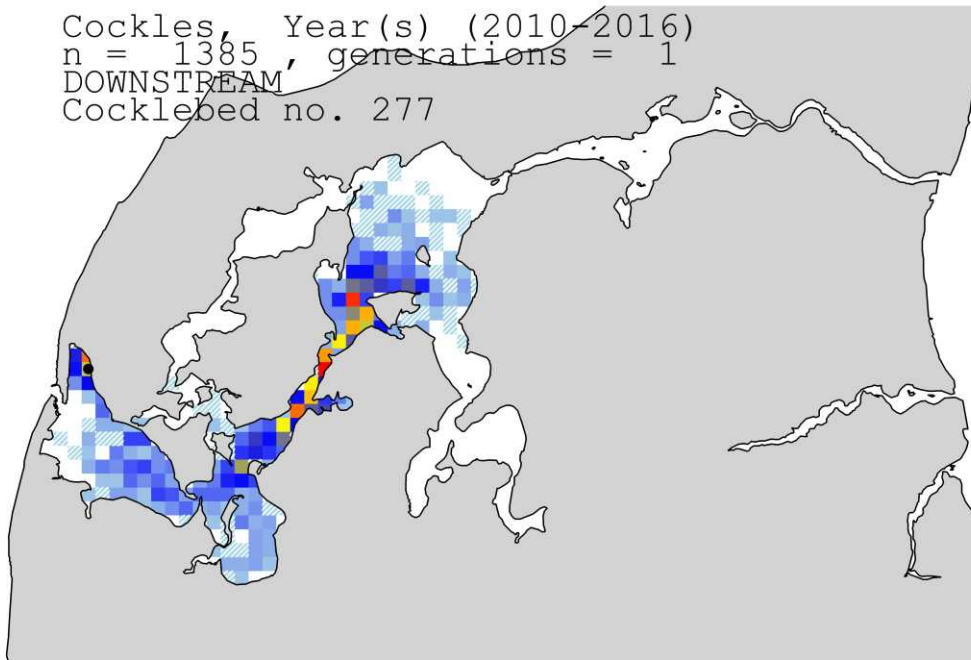 Cockles, Year(s) (2010-2016)
n = 1385 , generations = 1
DOWNSTREAM
Cocklebed no. 277